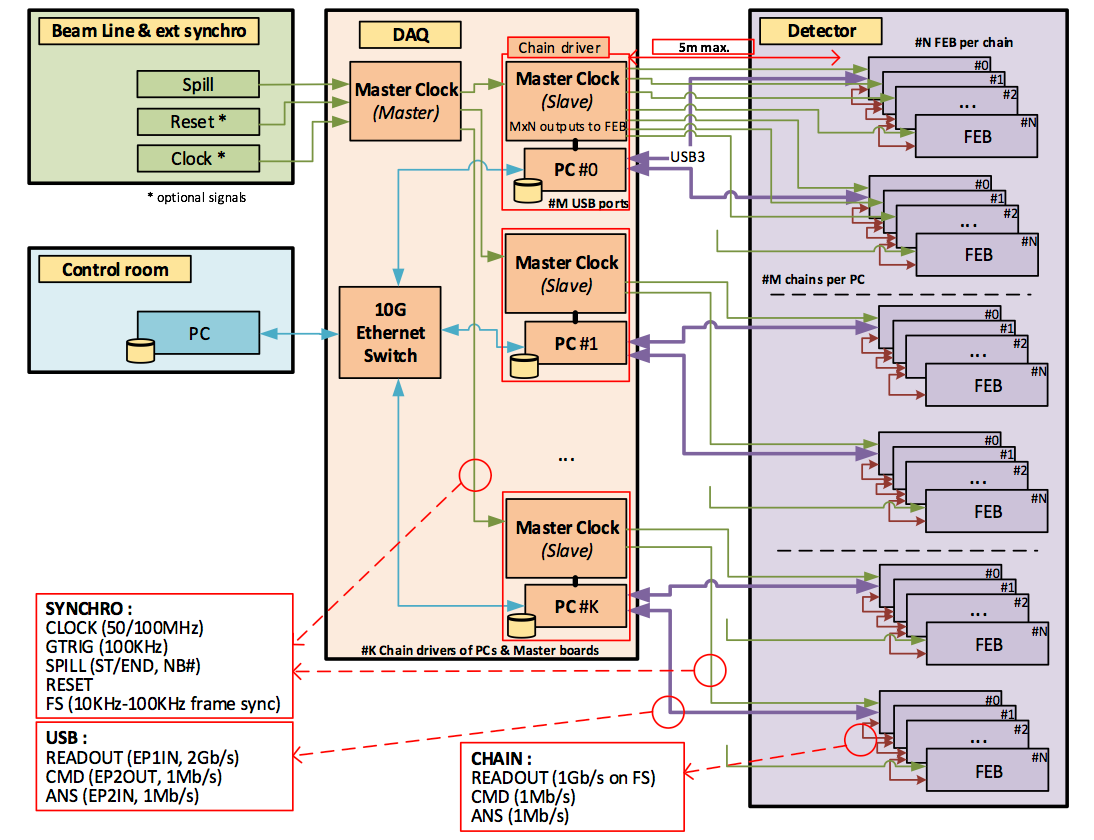 Beam Line & ext synchro
Spill
Reset *
Clock *
* optional signals
Control room
PC
DAQ
Master Clock
(Master)
10G
Ethernet
Switch
Chain driver
Master Clock
(Slave)
MxN outputs to FEB
PC #0
#M USB ports
Master Clock
(Slave)
PC #1
...
Master Clock
(Slave)
PC #K
#K Chain drivers of PCs & Master boards
5m max.
USB3
Detector
#N FEB per chain
#0
#1
#2
...
#N
FEB
#0
#1
#2
...
#N
FEB
#M chains per PC
#0
#1
#2
...
#N
FEB
#0
#1
#2
...
#N
FEB
#0
#1
#2
...
#N
FEB
#0
#1
#2
...
#N
FEB
SYNCHRO :
CLOCK (50/100MHz)
GTRIG (100KHz)
SPILL (ST/END, NB#)
RESET
FS (10KHz-100KHz frame sync)
USB :
READOUT (EP1IN, 2Gb/s)
CMD (EP2OUT, 1Mb/s)
ANS (EP2IN, 1Mb/s)
CHAIN :
READOUT (1Gb/s on FS)
CMD (1Mb/s)
ANS (1Mb/s)